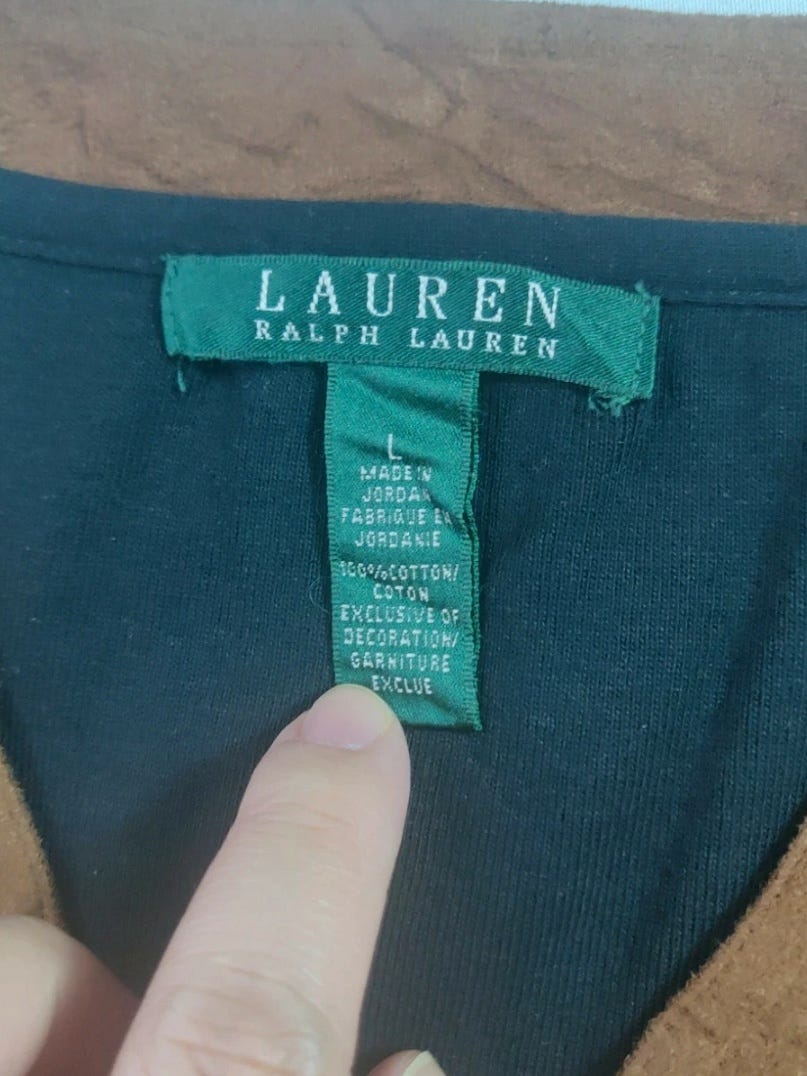 LAUREN
RALPH LAUREN
L
MADE IN
JORDAN
FABRIQUE EN
JORDANIE
100%COTTON/
COTON
EXCLUSIVE OF
DECORATION/
GARNITURE
EXCLUE